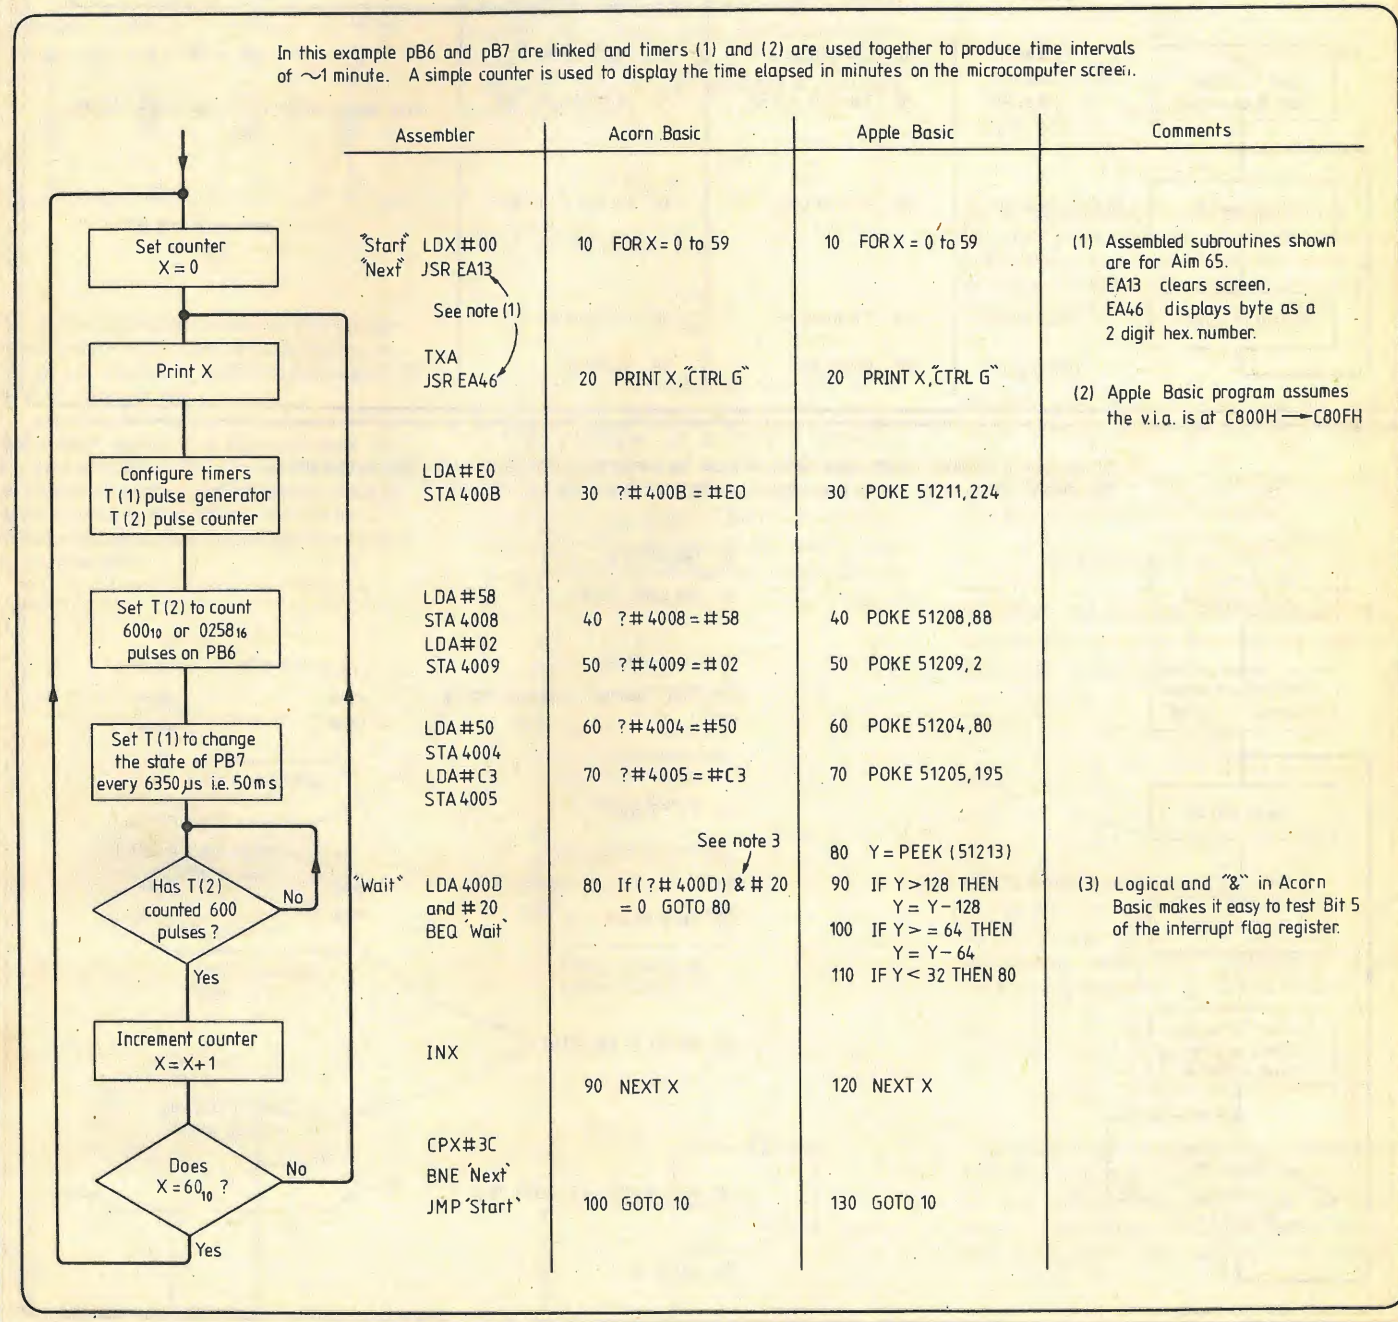 In this example pB6 and pB7 are linked and timers (1) and (2) are used together to produce time intervals
of ~1 minute. A simple counter is used to display the time elapsed in minutes on the microcomputer screen.
Assembler
Acorn Basic
Apple Basic
Comments
Set counter
X = 0
"Start" LDX #00
"Next" JSR EA13
10 FOR X = 0 to 59
10 FOR X = 0 to 59
(1) Assembled subroutines shown
are for Aim 65.
EA13 clears screen.
EA46 displays byte as a
2 digit hex. number.
See note (1)
Print X
TXA
JSR EA46
20 PRINT X,"CTRL G"
20 PRINT X,"CTRL G"
(2) Apple Basic program assumes
the v.i.a. is at C800H → C80FH
Configure timers
T (1) pulse generator
T (2) pulse counter
LDA#E0
STA 400B
30 ?#400B = #E0
30 POKE 51211,224
Set T (2) to count
600₁₀ or 0258₁₆
pulses on PB6
LDA#58
STA 4008
LDA#02
STA 4009
40 ?#4008 = #58
50 ?#4009 = #02
40 POKE 51208,88
50 POKE 51209,2
Set T (1) to change
the state of PB7
every 6350 µs i.e. 50ms
LDA#50
STA 4004
LDA#C3
STA 4005
60 ?#4004 = #50
70 ?#4005 = #C3
60 POKE 51204,80
70 POKE 51205,195
Has T (2)
counted 600
pulses ?
No
Yes
"Wait" LDA 400D
and #20
BEQ 'Wait'
See note 3
80 If (?#400D) & # 20
= 0 GOTO 80
80 Y = PEEK (51213)
90 IF Y >128 THEN
Y = Y-128
100 IF Y > = 64 THEN
Y = Y- 64
110 IF Y < 32 THEN 80
(3) Logical and "&" in Acorn
Basic makes it easy to test Bit 5
of the interrupt flag register.
Increment counter
X = X+1
INX
90 NEXT X
120 NEXT X
Does
X = 60₁₀ ?
No
Yes
CPX#3C
BNE 'Next'
JMP 'Start'
100 GOTO 10
130 GOTO 10